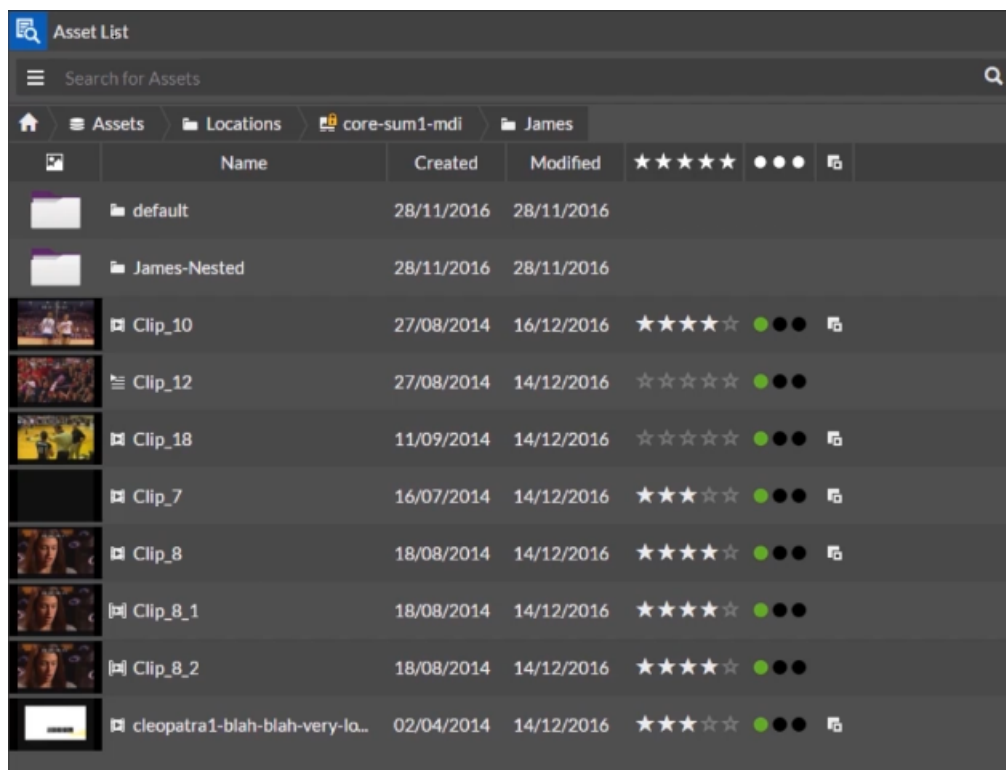 Asset List
Search for Assets
Assets Locations core-sum1-mdi James
Name Created Modified
default 28/11/2016 28/11/2016
James-Nested 28/11/2016 28/11/2016
Clip_10 27/08/2014 16/12/2016
Clip_12 27/08/2014 14/12/2016
Clip_18 11/09/2014 14/12/2016
Clip_7 16/07/2014 14/12/2016
Clip_8 18/08/2014 14/12/2016
Clip_8_1 18/08/2014 14/12/2016
Clip_8_2 18/08/2014 14/12/2016
cleopatra1-blah-blah-very-lo... 02/04/2014 14/12/2016